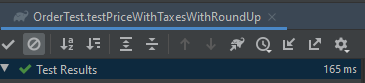 OrderTest.testPriceWithTaxesWithRoundUp
Test Results 165 ms